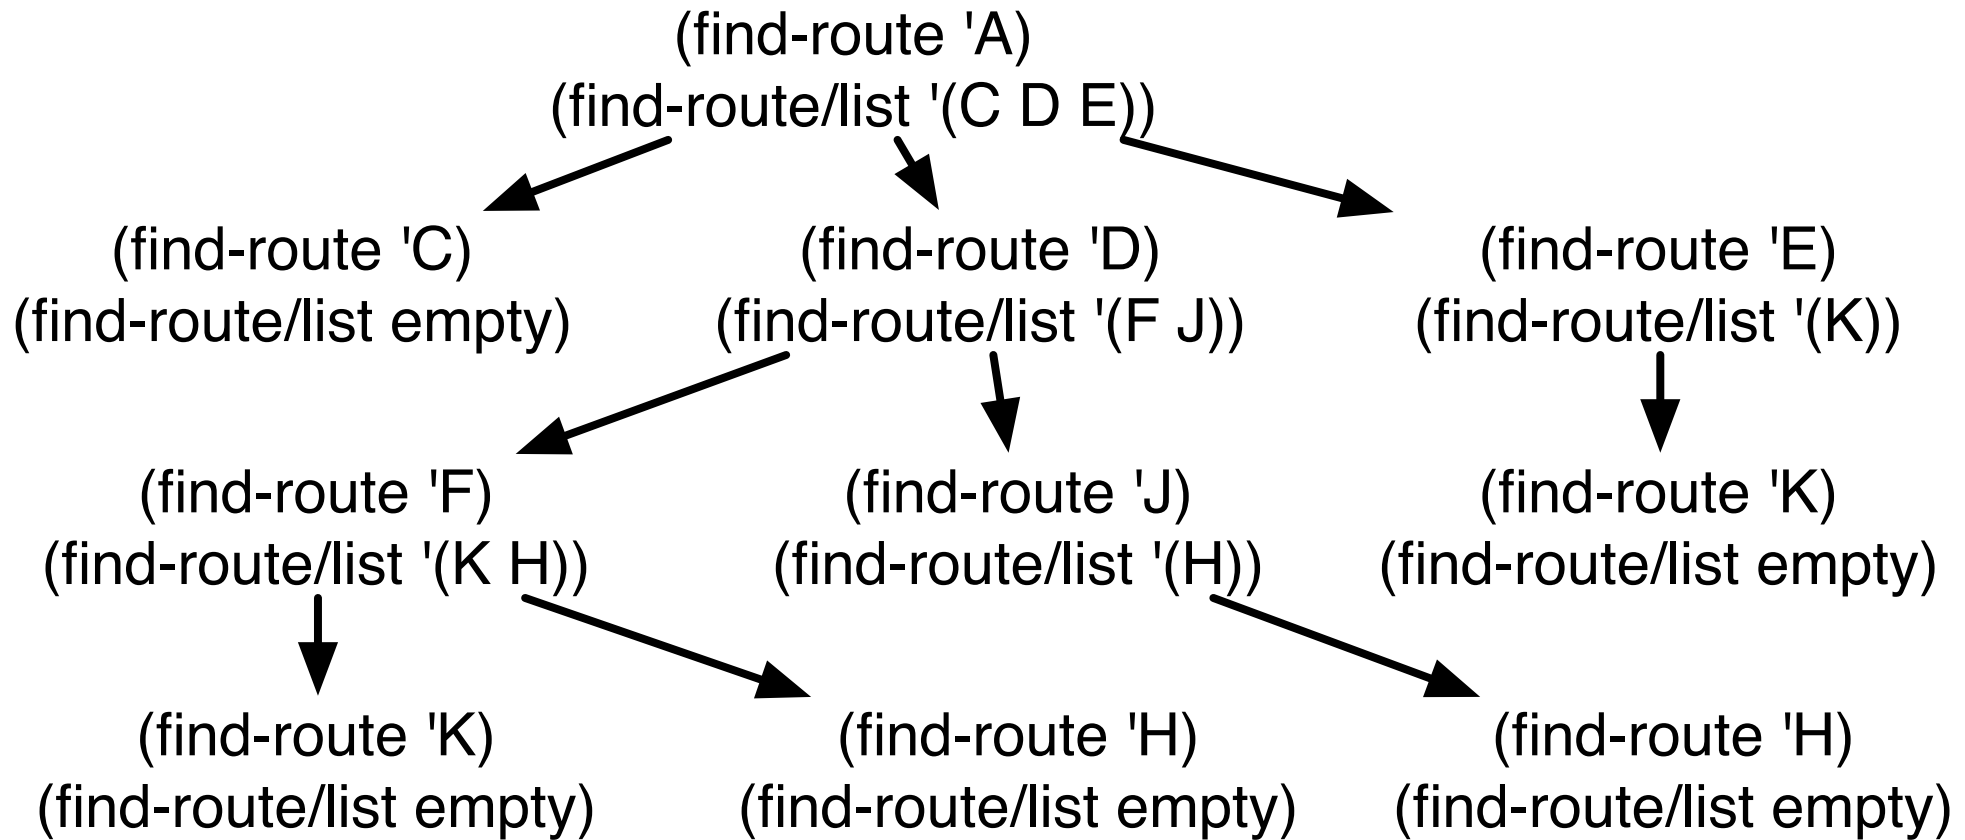 (find-route 'A)
(find-route/list '(C D E))
(find-route 'C)
(find-route/list empty)
(find-route 'D)
(find-route/list '(F J))
(find-route 'E)
(find-route/list '(K))
(find-route 'F)
(find-route/list '(K H))
(find-route 'J)
(find-route/list '(H))
(find-route 'K)
(find-route/list empty)
(find-route 'K)
(find-route/list empty)
(find-route 'H)
(find-route/list empty)
(find-route 'H)
(find-route/list empty)